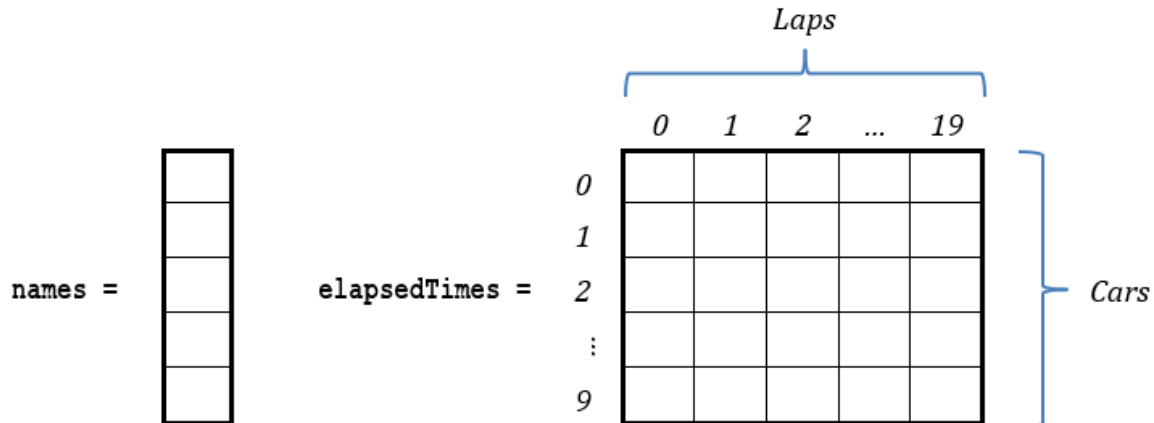 Laps
0 1 2 ... 19
0
1
names = elapsedTimes = 2 Cars
⋮
9